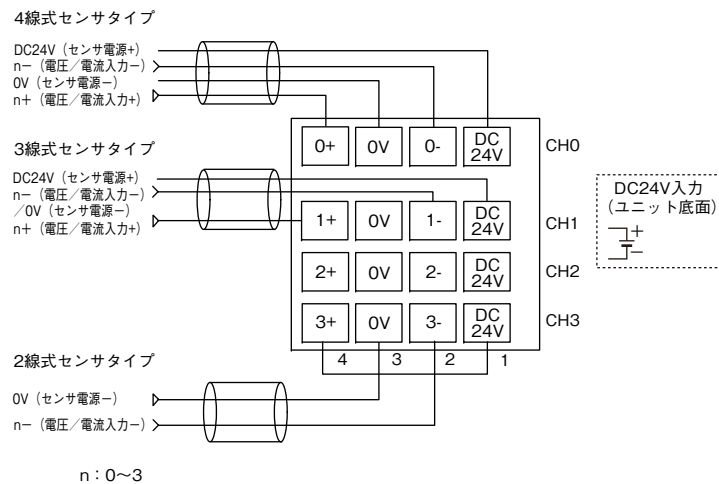 4線式センサタイプ
DC24V（センサ電源+）
n－（電圧／電流入力－）
0V（センサ電源－）
n+（電圧／電流入力+）
0+ 0V 0- DC 24V CH0
3線式センサタイプ
DC24V（センサ電源+）
n－（電圧／電流入力－）
／0V（センサ電源－）
n+（電圧／電流入力+）
1+ 0V 1- DC 24V CH1
DC24V入力
（ユニット底面）
+
－
2+ 0V 2- DC 24V CH2
3+ 0V 3- DC 24V CH3
4 3 2 1
2線式センサタイプ
0V（センサ電源－）
n－（電圧／電流入力－）
n：0～3